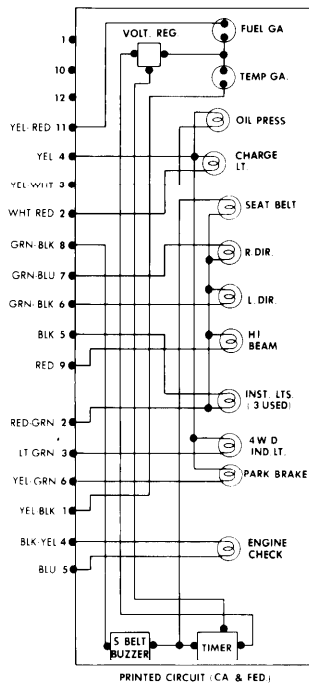 1
VOLT. REG
FUEL GA
10
TEMP GA.
12
OIL PRESS
YEL-RED 11
YEL 4
CHARGE
LT.
YEL-WHT 3
WHT RED 2
SEAT BELT
GRN-BLK 8
R.DIR.
GRN-BLU 7
L.DIR.
GRN-BLK 6
BLK 5
HI
BEAM
RED 9
INST. LTS.
(3 USED)
RED-GRN 2
4 W D
IND LT.
LT GRN 3
PARK BRAKE
YEL-GRN 6
YEL-BLK 1
BLK-YEL 4
ENGINE
CHECK
BLU 5
S BELT
BUZZER
TIMER
PRINTED CIRCUIT (CA & FED)